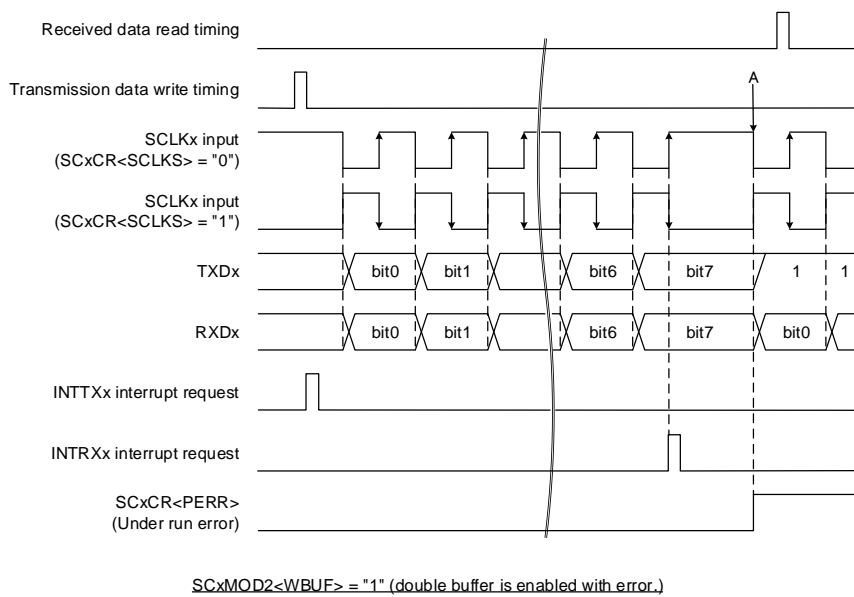 Received data read timing
A
Transmission data write timing
SCLKx input
(SCxCR<SCLKS> = "0")
SCLKx input
(SCxCR<SCLKS> = "1")
TXDx bit0 bit1 bit6 bit7 1 1
RXDx bit0 bit1 bit6 bit7 bit0
INTTXx interrupt request
INTRXx interrupt request
SCxCR<PERR>
(Under run error)
SCxMOD2<WBUF> = "1" (double buffer is enabled with error.)